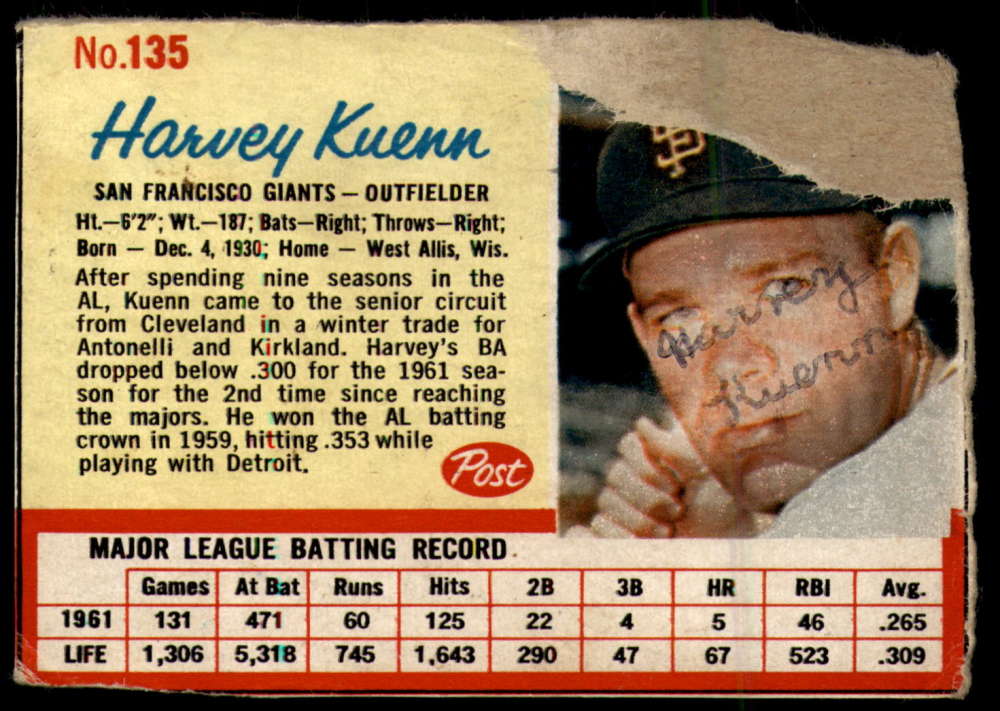 No.135
Harvey Kuenn
SAN FRANCISCO GIANTS – OUTFIELDER
Ht.–6'2"; Wt.–187; Bats–Right; Throws–Right;
Born – Dec. 4, 1930; Home – West Allis, Wis.
After spending nine seasons in the
AL, Kuenn came to the senior circuit
from Cleveland in a winter trade for
Antonelli and Kirkland. Harvey's BA
dropped below .300 for the 1961 sea-
son for the 2nd time since reaching
the majors. He won the AL batting
crown in 1959, hitting .353 while
playing with Detroit.
Post
SF
Harvey
Kuenn
MAJOR LEAGUE BATTING RECORD
Games At Bat Runs Hits 2B 3B HR RBI Avg.
1961 131 471 60 125 22 4 5 46 .265
LIFE 1,306 5,318 745 1,643 290 47 67 523 .309